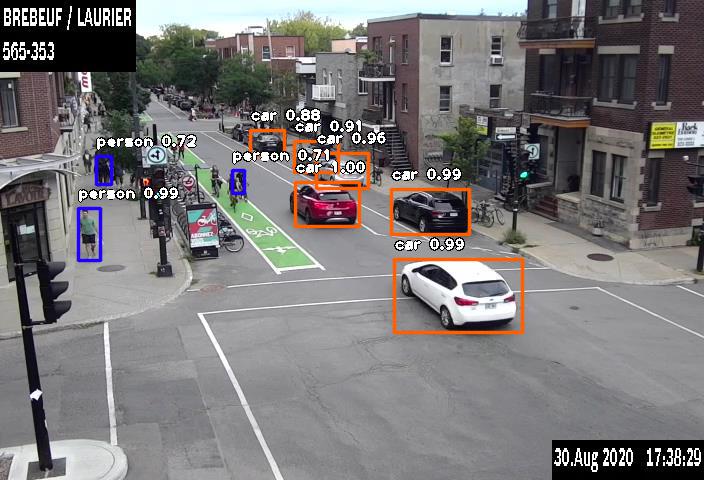 BREBEUF / LAURIER
565-353
car 0.88
car 0.91
car 0.96
person 0.72
person 0.71
car 1.00
car 0.99
person 0.99
car 0.99
ABONNEZ
30.Aug 2020 17:38:29